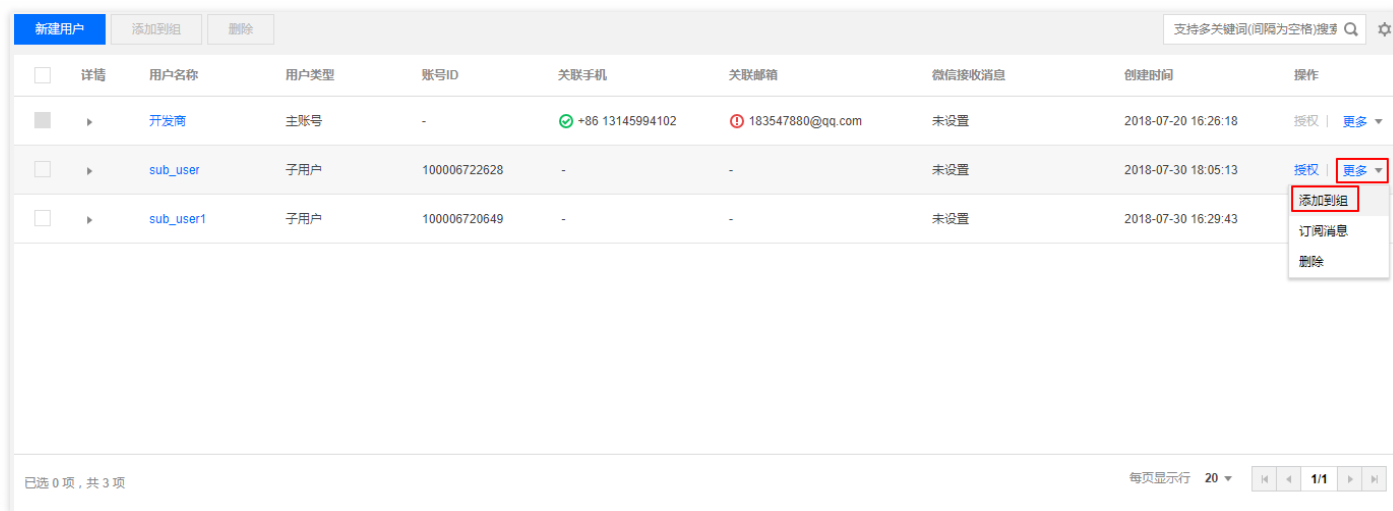 新建用户 添加到组 删除 支持多关键词(间隔为空格)搜索
详情 用户名称 用户类型 账号ID 关联手机 关联邮箱 微信接收消息 创建时间 操作
开发商 主账号 - +86 13145994102 183547880@qq.com 未设置 2018-07-20 16:26:18 授权 | 更多
sub_user 子用户 100006722628 - - 未设置 2018-07-30 18:05:13 授权 | 更多
添加到组
sub_user1 子用户 100006720649 - - 未设置 2018-07-30 16:29:43
订阅消息
删除
已选 0 项，共 3 项 每页显示行 20 1/1